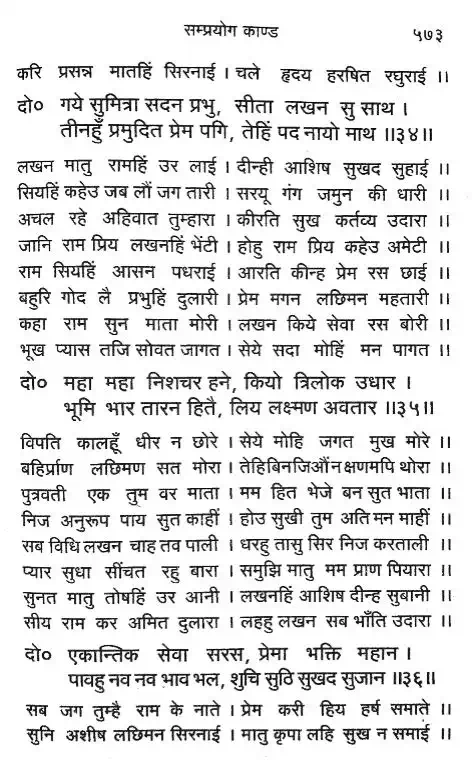 सम्प्रयोग काण्ड ५७३
करि प्रसन्न मातहिं सिरनाई । चले हृदय हरषित रघुराई ।।
दो० गये सुमित्रा सदन प्रभु, सीता लखन सु साथ ।
तीनहुँ प्रमुदित प्रेम पगि, तेहिं पद नायो माथ ।।३४।।
लखन मातु रामहिं उर लाई । दीन्ही आशिष सुखद सुहाई ।।
सियहिं कहेउ जब लौं जग तारी । सरयू गंग जमुन की धारी ।।
अचल रहे अहिवात तुम्हारा । कीरति सुख कर्तव्य उदारा ।।
जानि राम प्रिय लखनहिं भेंटी । होहु राम प्रिय कहेउ अमेटी ।।
राम सियहिं आसन पधराई । आरति कीन्ह प्रेम रस छाई ।।
बहुरि गोद लै प्रभुहिं दुलारी । प्रेम मगन लछिमन महतारी ।।
कहा राम सुन माता मोरी । लखन किये सेवा रस बोरी ।।
भूख प्यास तजि सोवत जागत । सेये सदा मोहिं मन पागत ।।
दो० महा महा निशचर हने, कियो त्रिलोक उधार ।
भूमि भार तारन हितै, लिय लक्ष्मण अवतार ।।३५।।
विपति कालहूँ धीर न छोरे । सेये मोहि जगत मुख मोरे ।।
बहिर्प्राण लछिमण सत मोरा । तेहि बिन जिऔं न क्षणमपि थोरा ।।
पुत्रवती एक तुम वर माता । मम हित भेजे बन सुत भाता ।।
निज अनुरूप पाय सुत काहीं । होउ सुखी तुम अति मन माहीं ।।
सब विधि लखन चाह तव पाली । धरहु तासु सिर निज करताली ।।
प्यार सुधा सींचत रहु बारा । समुझि मातु मम प्राण पियारा ।।
सुनत मातु तोषहिं उर आनी । लखनहिं आशिष दीन्ह सुबानी ।।
सीय राम कर अमित दुलारा । लहहु लखन सब भाँति उदारा ।।
दो० एकान्तिक सेवा सरस, प्रेमा भक्ति महान ।
पावहु नव नव भाव भल, शुचि सुठि सुखद सुजान ।।३६।।
सब जग तुम्है राम के नाते । प्रेम करी हिय हर्ष समाते ।।
सुनि अशीष लछिमन सिरनाई । मातु कृपा लहि सुख न समाई ।।